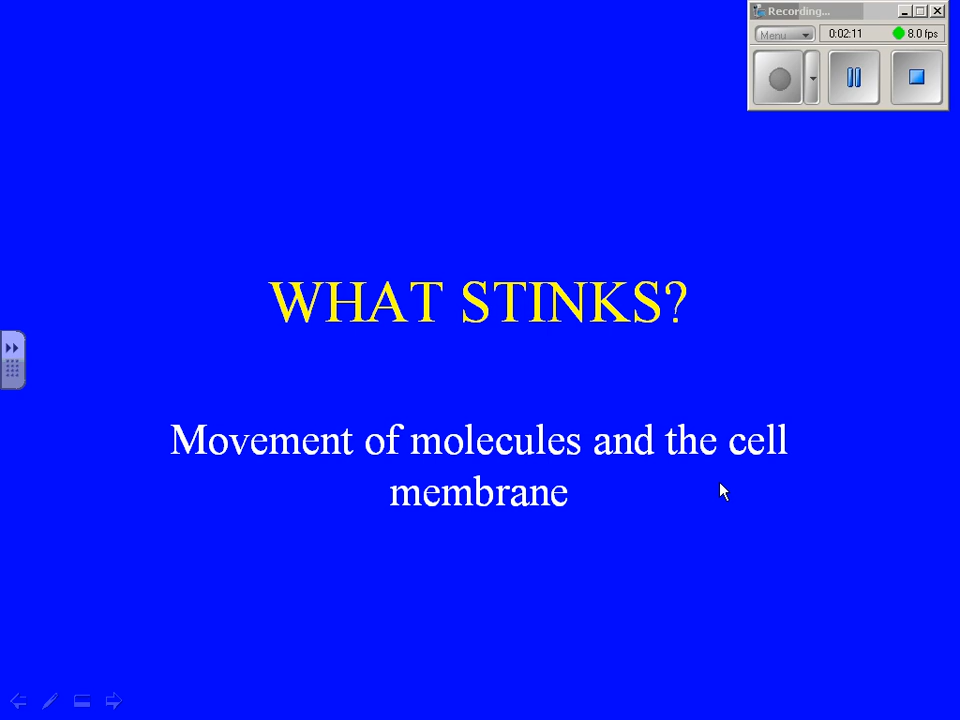 Recording...
Menu
0:02:11
8.0 fps
WHAT STINKS?
Movement of molecules and the cell
membrane